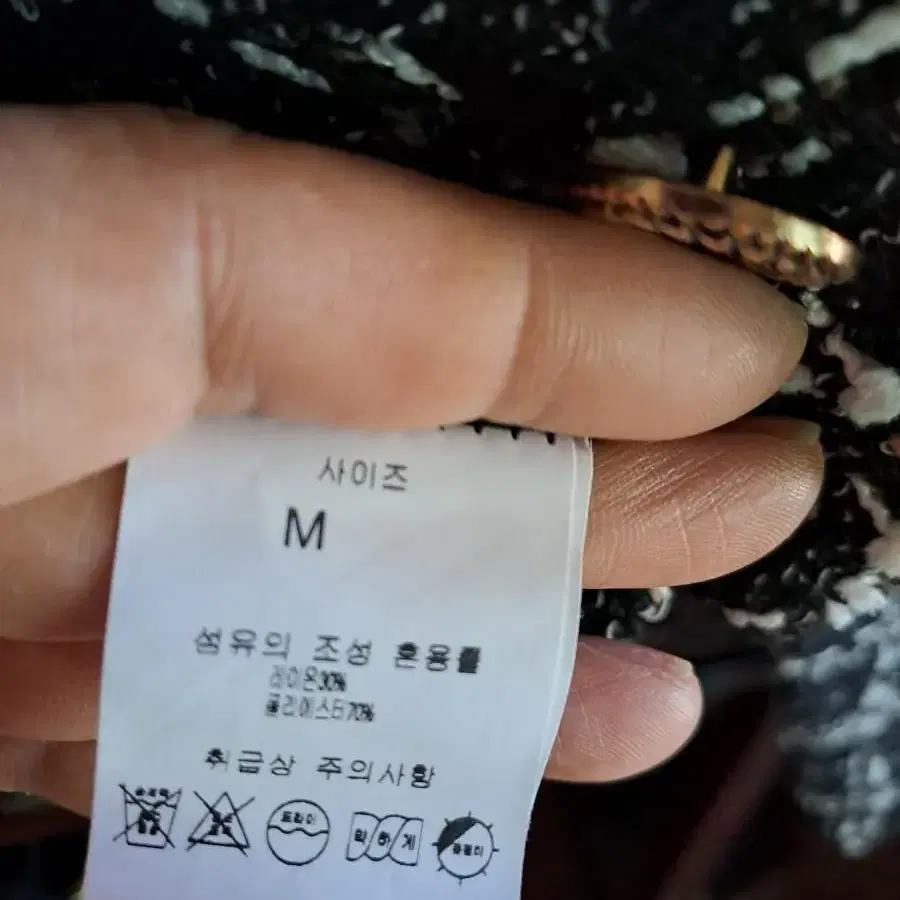 사이즈
M
섬유의 조성 혼용률
레이온30%
폴리에스터70%
취급상 주의사항
드라이
약하게